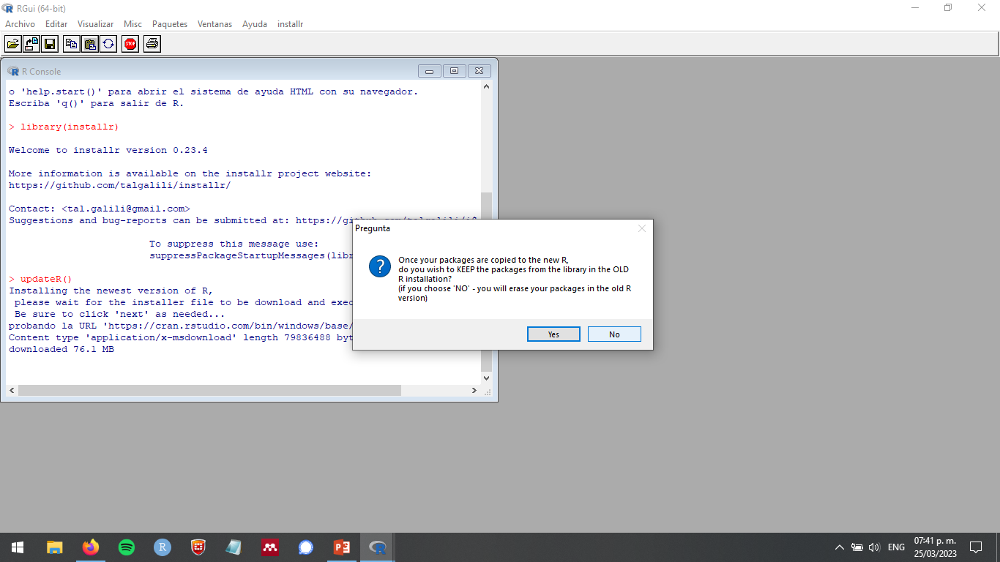 RGui (64-bit)
Archivo Editar Visualizar Misc Paquetes Ventanas Ayuda installr
STOP
R Console
o 'help.start()' para abrir el sistema de ayuda HTML con su navegador.
Escriba 'q()' para salir de R.
> library(installr)
Welcome to installr version 0.23.4
More information is available on the installr project website:
https://github.com/talgalili/installr/
Contact: <tal.galili@gmail.com>
Suggestions and bug-reports can be submitted at: https://github.com/talgalili/i
To suppress this message use:
suppressPackageStartupMessages(libr
> updateR()
Installing the newest version of R,
please wait for the installer file to be download and exec
Be sure to click 'next' as needed...
probando la URL 'https://cran.rstudio.com/bin/windows/base/
Content type 'application/x-msdownload' length 79836488 byt
downloaded 76.1 MB
Pregunta
Once your packages are copied to the new R,
do you wish to KEEP the packages from the library in the OLD
R installation?
(if you choose 'NO' - you will erase your packages in the old R
version)
Yes No
ENG
07:41 p. m.
25/03/2023